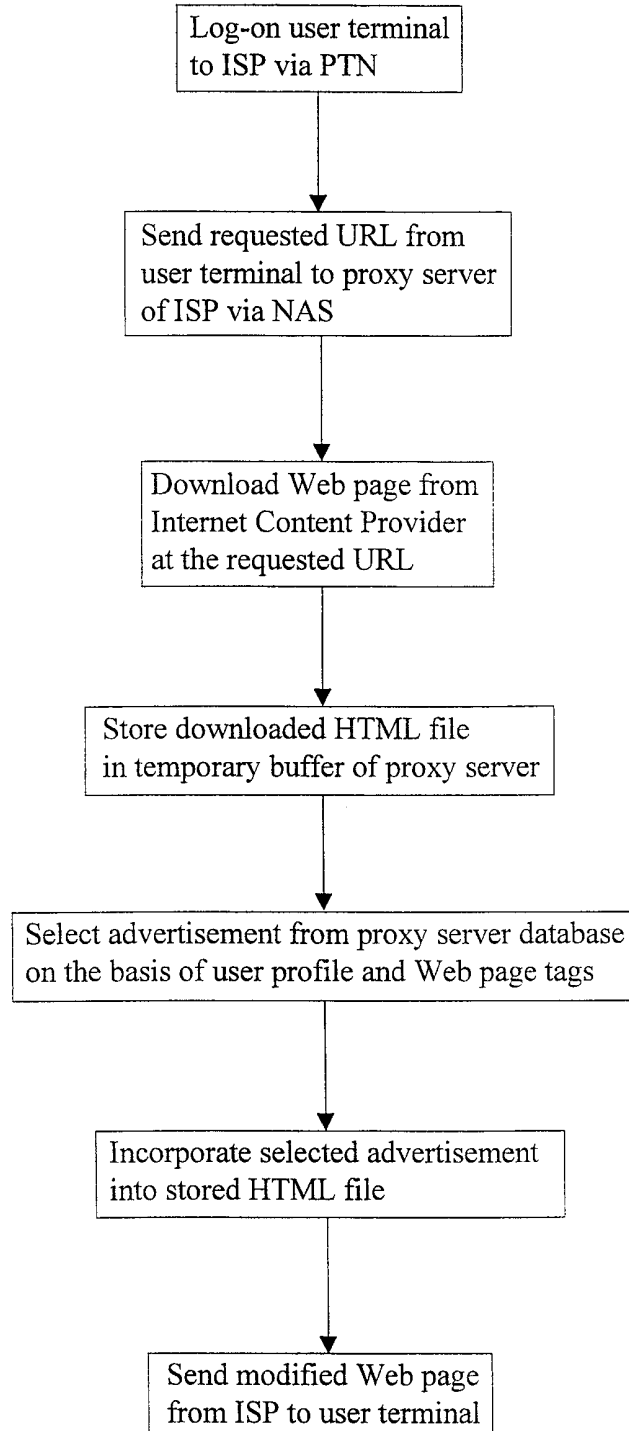 Log-on user terminal
to ISP via PTN
Send requested URL from
user terminal to proxy server
of ISP via NAS
Download Web page from
Internet Content Provider
at the requested URL
Store downloaded HTML file
in temporary buffer of proxy server
Select advertisement from proxy server database
on the basis of user profile and Web page tags
Incorporate selected advertisement
into stored HTML file
Send modified Web page
from ISP to user terminal